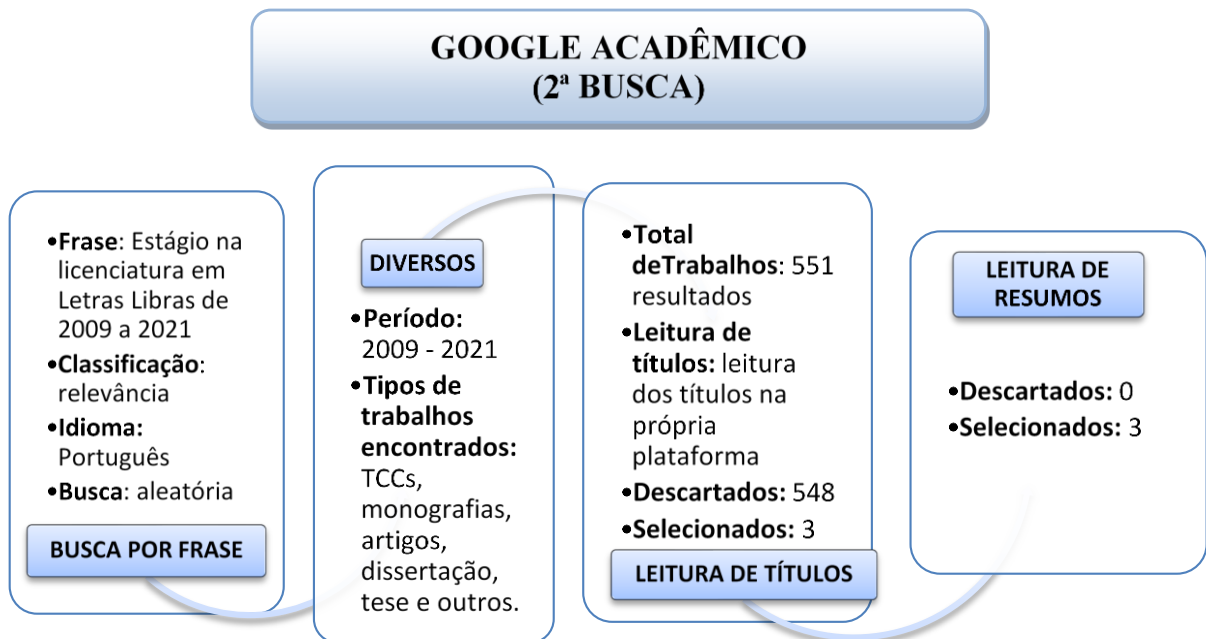 GOOGLE ACADÊMICO
(2ª BUSCA)
•Frase: Estágio na
licenciatura em
Letras Libras de
2009 a 2021
•Classificação:
relevância
•Idioma:
Português
•Busca: aleatória
BUSCA POR FRASE
DIVERSOS
•Período:
2009 - 2021
•Tipos de
trabalhos
encontrados:
TCCs,
monografias,
artigos,
dissertação,
tese e outros.
•Total
deTrabalhos: 551
resultados
•Leitura de
títulos: leitura
dos títulos na
própria
plataforma
•Descartados: 548
•Selecionados: 3
LEITURA DE TÍTULOS
LEITURA DE
RESUMOS
•Descartados: 0
•Selecionados: 3